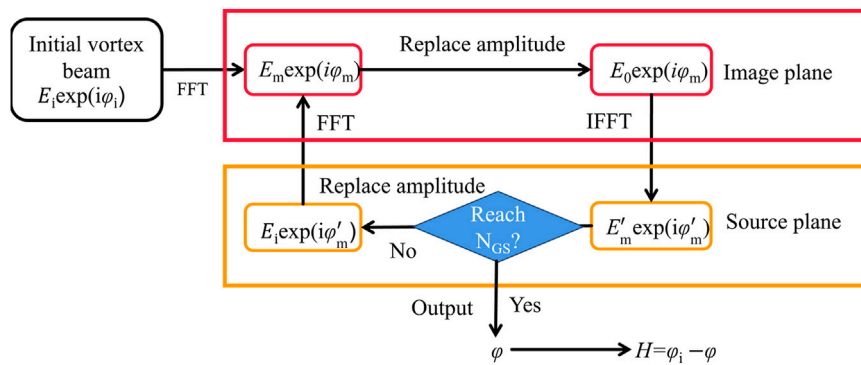 Initial vortex
beam
Eᵢexp(iφᵢ)
FFT
Eₘexp(iφₘ)
Replace amplitude
E₀exp(iφₘ)
Image plane
FFT
IFFT
Replace amplitude
Eᵢexp(iφ′ₘ)
No
Reach
N_GS?
E′ₘexp(iφ′ₘ)
Source plane
Output
Yes
φ
H=φᵢ −φ